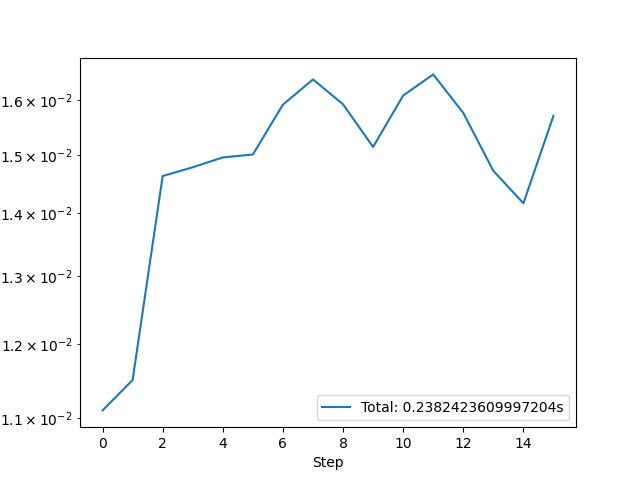 1.6 × 10⁻²
1.5 × 10⁻²
1.4 × 10⁻²
1.3 × 10⁻²
1.2 × 10⁻²
1.1 × 10⁻²
Total: 0.2382423609997204s
0 2 4 6 8 10 12 14
Step